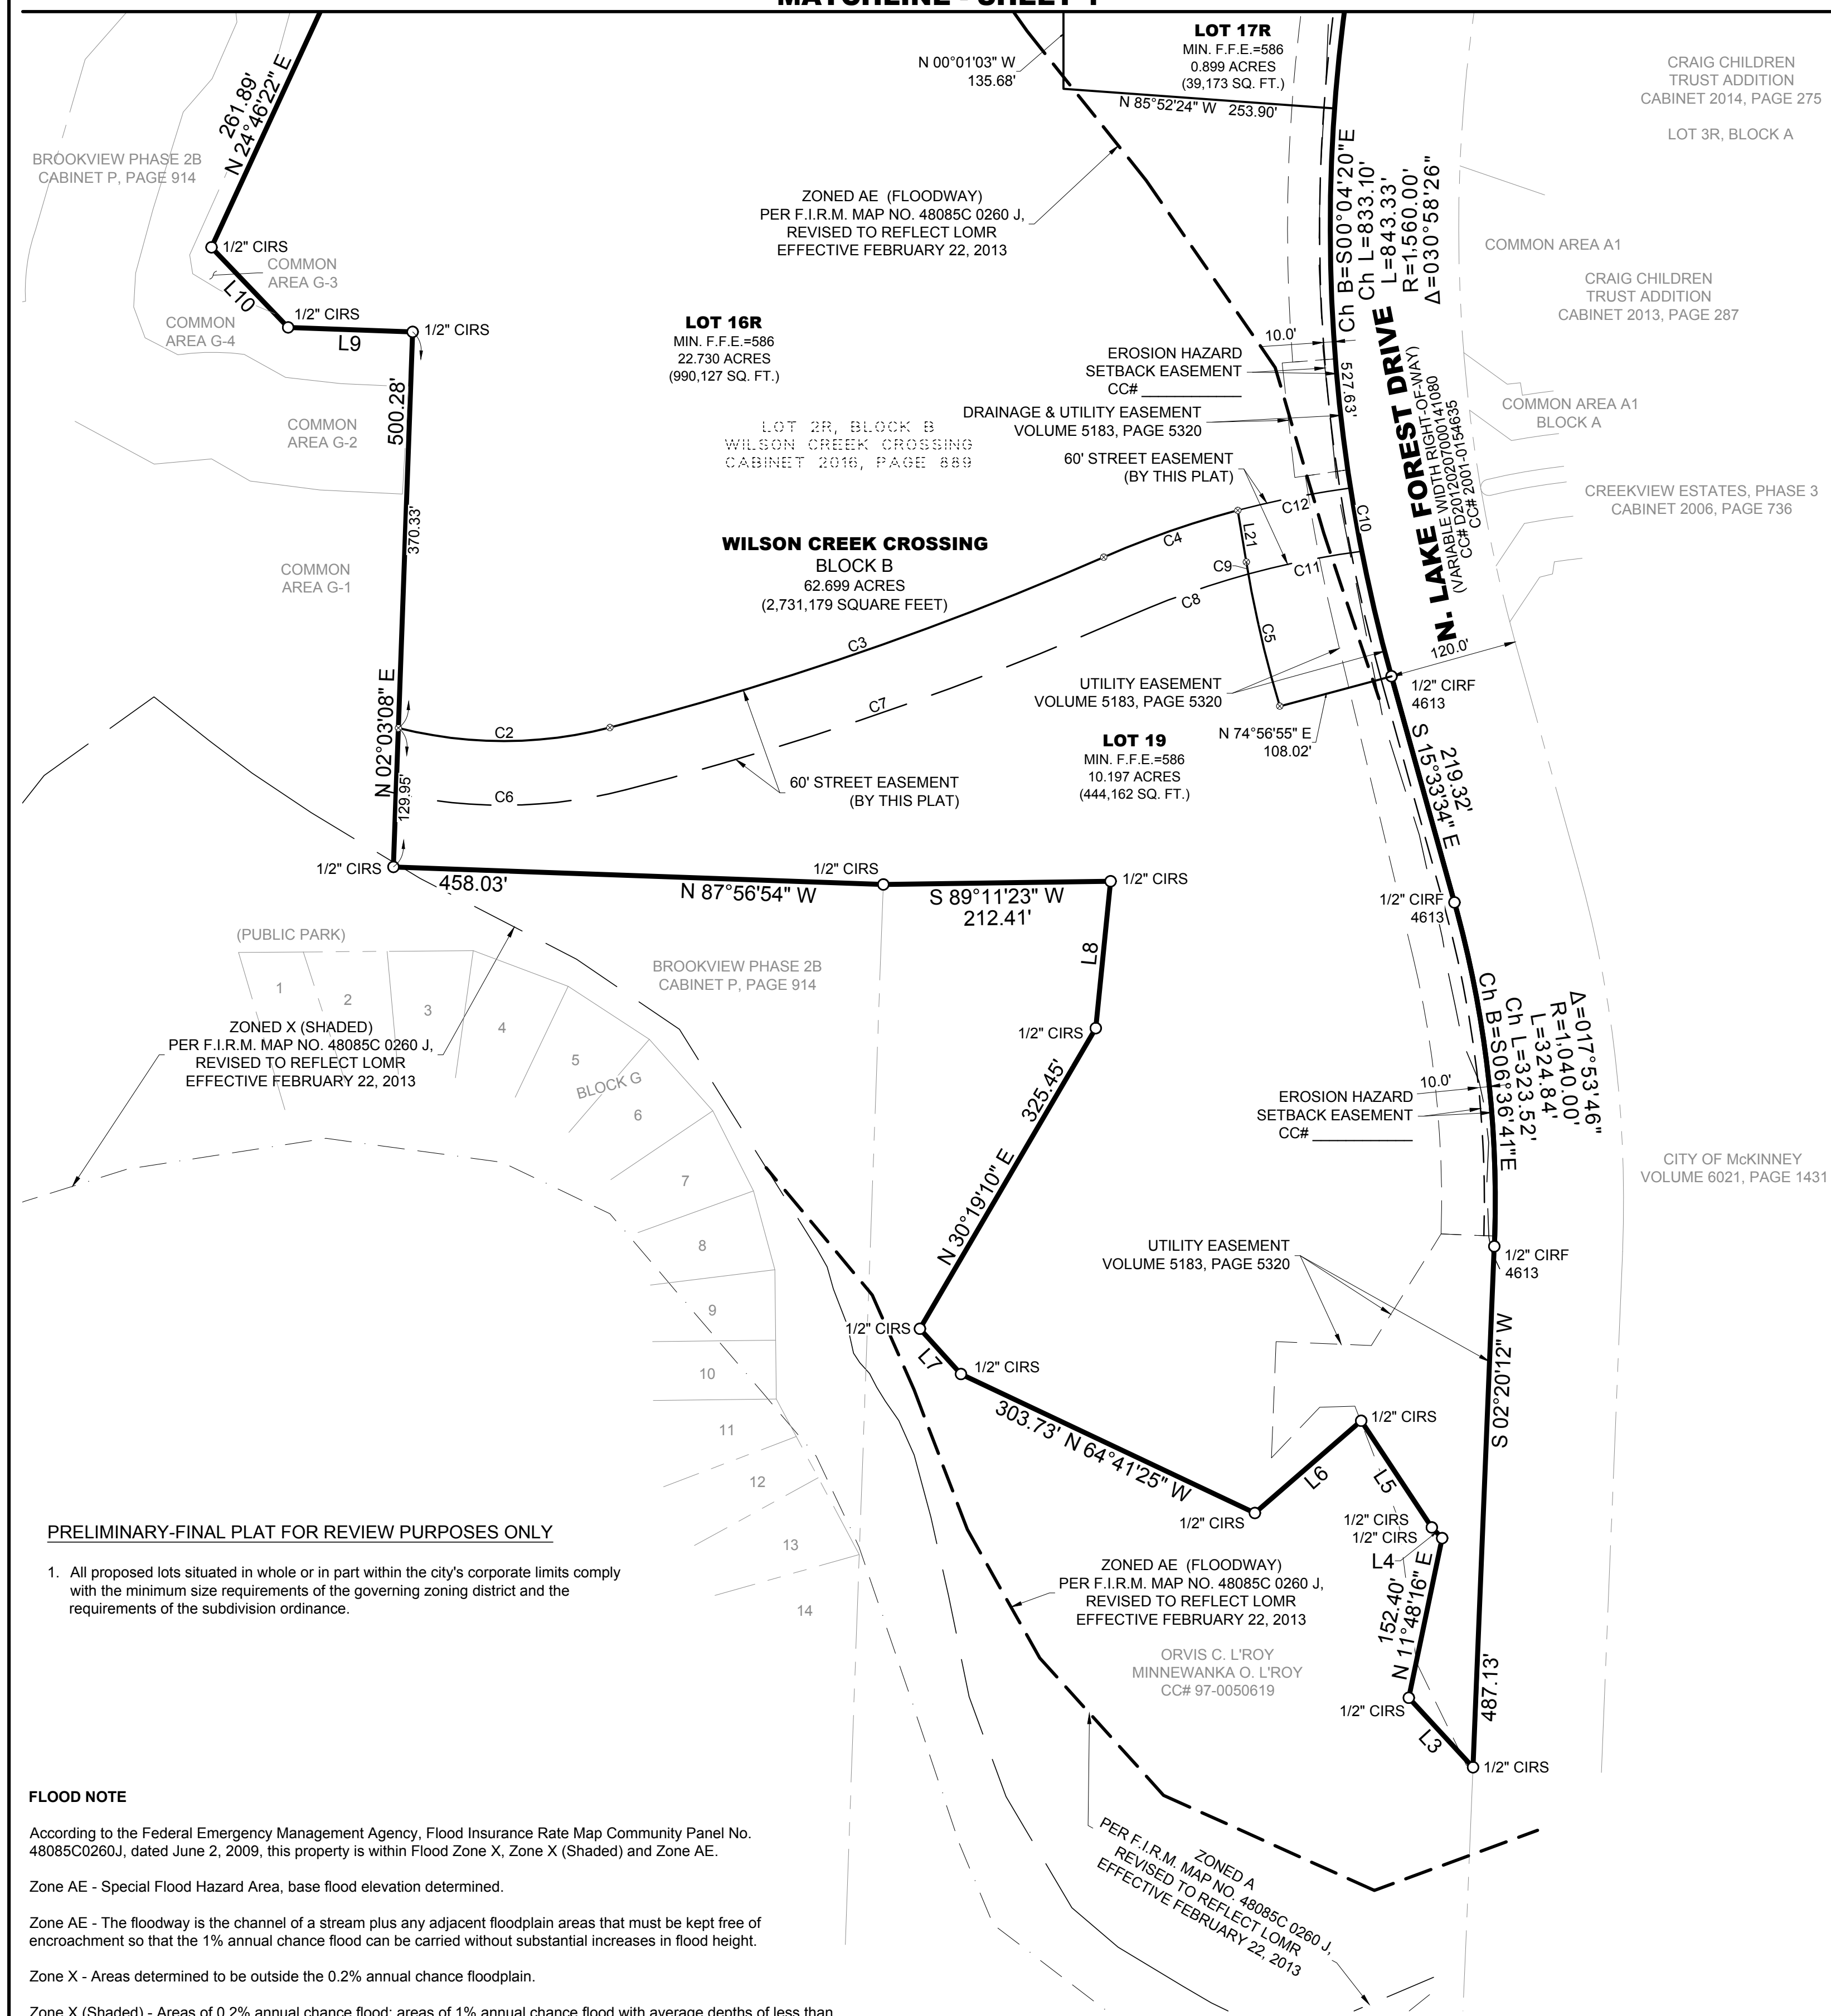 MATCHLINE - SHEET 1
LOT 17R
MIN. F.F.E.=586
0.899 ACRES
(39,173 SQ. FT.)
N 00°01'03" W
135.68'
N 85°52'24" W 253.90'
CRAIG CHILDREN
TRUST ADDITION
CABINET 2014, PAGE 275
LOT 3R, BLOCK A
261.89'
N 24°46'22" E
BROOKVIEW PHASE 2B
CABINET P, PAGE 914
ZONED AE (FLOODWAY)
PER F.I.R.M. MAP NO. 48085C 0260 J,
REVISED TO REFLECT LOMR
EFFECTIVE FEBRUARY 22, 2013
Ch B=S00°04'20"E
Ch L=833.10'
L=843.33'
R=1,560.00'
Δ=030°58'26"
COMMON AREA A1
CRAIG CHILDREN
TRUST ADDITION
CABINET 2013, PAGE 287
1/2" CIRS
COMMON
AREA G-3
L10
1/2" CIRS
L9
1/2" CIRS
COMMON
AREA G-4
LOT 16R
MIN. F.F.E.=586
22.730 ACRES
(990,127 SQ. FT.)
10.0'
EROSION HAZARD
SETBACK EASEMENT
CC# ____________
527.63'
DRAINAGE & UTILITY EASEMENT
VOLUME 5183, PAGE 5320
N. LAKE FOREST DRIVE
(VARIABLE WIDTH RIGHT-OF-WAY)
CC# D20120207000141080
CC# 2001-0154635
COMMON AREA A1
BLOCK A
500.28'
COMMON
AREA G-2
LOT 2R, BLOCK B
WILSON CREEK CROSSING
CABINET 2016, PAGE 889
60' STREET EASEMENT
(BY THIS PLAT)
C12
C10
CREEKVIEW ESTATES, PHASE 3
CABINET 2006, PAGE 736
370.33'
COMMON
AREA G-1
WILSON CREEK CROSSING
BLOCK B
62.699 ACRES
(2,731,179 SQUARE FEET)
C4
L21
C9
C11
C8
C3
C5
120.0'
N 02°03'08" E
UTILITY EASEMENT
VOLUME 5183, PAGE 5320
1/2" CIRF
4613
C7
C2
LOT 19
MIN. F.F.E.=586
10.197 ACRES
(444,162 SQ. FT.)
N 74°56'55" E
108.02'
219.32'
S 15°33'34" E
129.95'
C6
60' STREET EASEMENT
(BY THIS PLAT)
1/2" CIRS
458.03'
N 87°56'54" W
1/2" CIRS
S 89°11'23" W
212.41'
1/2" CIRS
1/2" CIRF
4613
(PUBLIC PARK)
L8
BROOKVIEW PHASE 2B
CABINET P, PAGE 914
1
2
3
4
5
BLOCK G
6
7
8
9
10
11
12
13
14
ZONED X (SHADED)
PER F.I.R.M. MAP NO. 48085C 0260 J,
REVISED TO REFLECT LOMR
EFFECTIVE FEBRUARY 22, 2013
1/2" CIRS
325.45'
N 30°19'10" E
Δ=017°53'46"
R=1,040.00'
L=324.84'
Ch L=323.52'
Ch B=S06°36'41"E
10.0'
EROSION HAZARD
SETBACK EASEMENT
CC# ____________
CITY OF McKINNEY
VOLUME 6021, PAGE 1431
UTILITY EASEMENT
VOLUME 5183, PAGE 5320
1/2" CIRF
4613
1/2" CIRS
L7
1/2" CIRS
303.73' N 64°41'25" W
S 02°20'12" W
1/2" CIRS
L6
L5
1/2" CIRS
1/2" CIRS
1/2" CIRS
L4
152.40'
N 11°48'16" E
ZONED AE (FLOODWAY)
PER F.I.R.M. MAP NO. 48085C 0260 J,
REVISED TO REFLECT LOMR
EFFECTIVE FEBRUARY 22, 2013
ORVIS C. L'ROY
MINNEWANKA O. L'ROY
CC# 97-0050619
1/2" CIRS
487.13'
L3
1/2" CIRS
PRELIMINARY-FINAL PLAT FOR REVIEW PURPOSES ONLY
1. All proposed lots situated in whole or in part within the city's corporate limits comply
with the minimum size requirements of the governing zoning district and the
requirements of the subdivision ordinance.
ZONED A
PER F.I.R.M. MAP NO. 48085C 0260 J,
REVISED TO REFLECT LOMR
EFFECTIVE FEBRUARY 22, 2013
FLOOD NOTE
According to the Federal Emergency Management Agency, Flood Insurance Rate Map Community Panel No.
48085C0260J, dated June 2, 2009, this property is within Flood Zone X, Zone X (Shaded) and Zone AE.
Zone AE - Special Flood Hazard Area, base flood elevation determined.
Zone AE - The floodway is the channel of a stream plus any adjacent floodplain areas that must be kept free of
encroachment so that the 1% annual chance flood can be carried without substantial increases in flood height.
Zone X - Areas determined to be outside the 0.2% annual chance floodplain.
Zone X (Shaded) - Areas of 0.2% annual chance flood; areas of 1% annual chance flood with average depths of less than